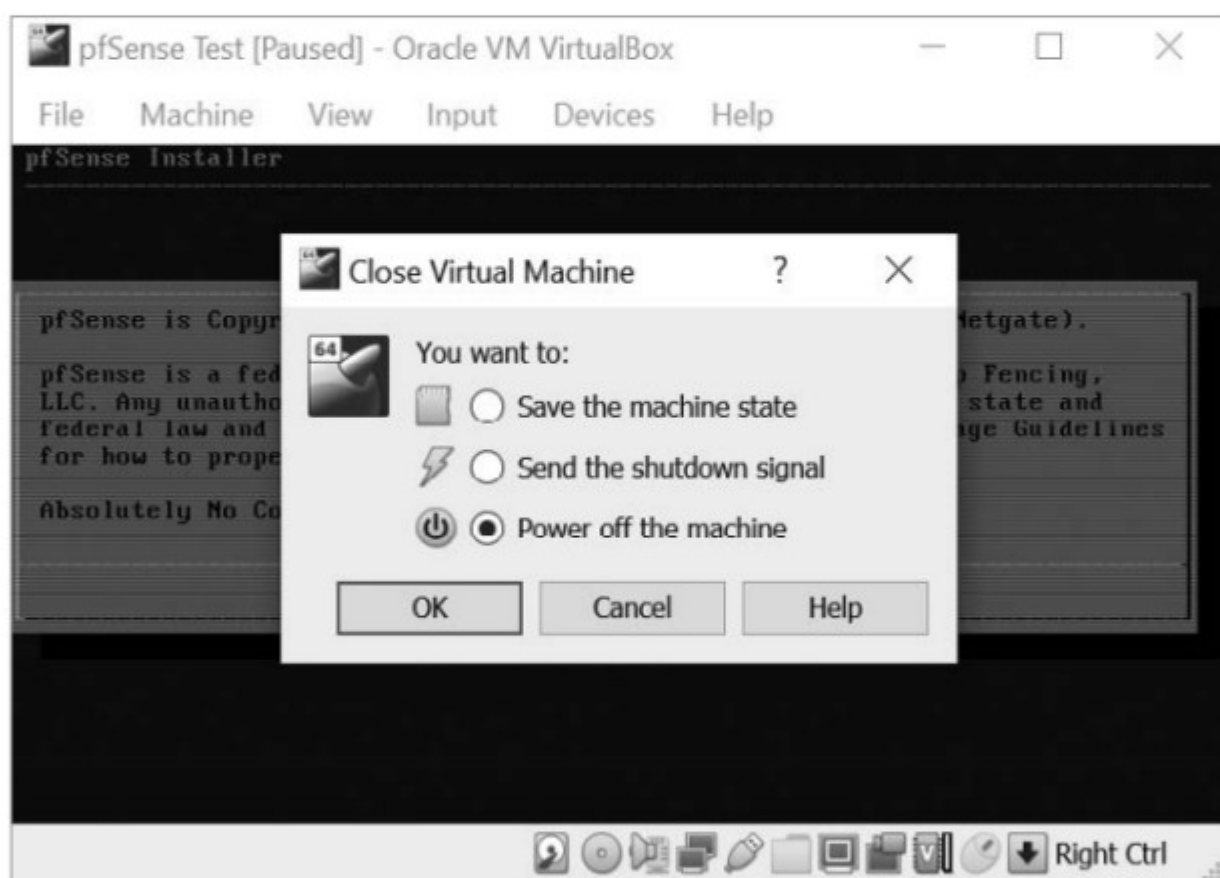 pfSense Test [Paused] - Oracle VM VirtualBox
File Machine View Input Devices Help
pfSense Installer
Close Virtual Machine ?
pfSense is Copyr
etgate).
pfSense is a fed
Fencing,
LLC. Any unautho
state and
federal law and
age Guidelines
for how to prope
Absolutely No Co
64
You want to:
Save the machine state
Send the shutdown signal
Power off the machine
OK Cancel Help
Right Ctrl